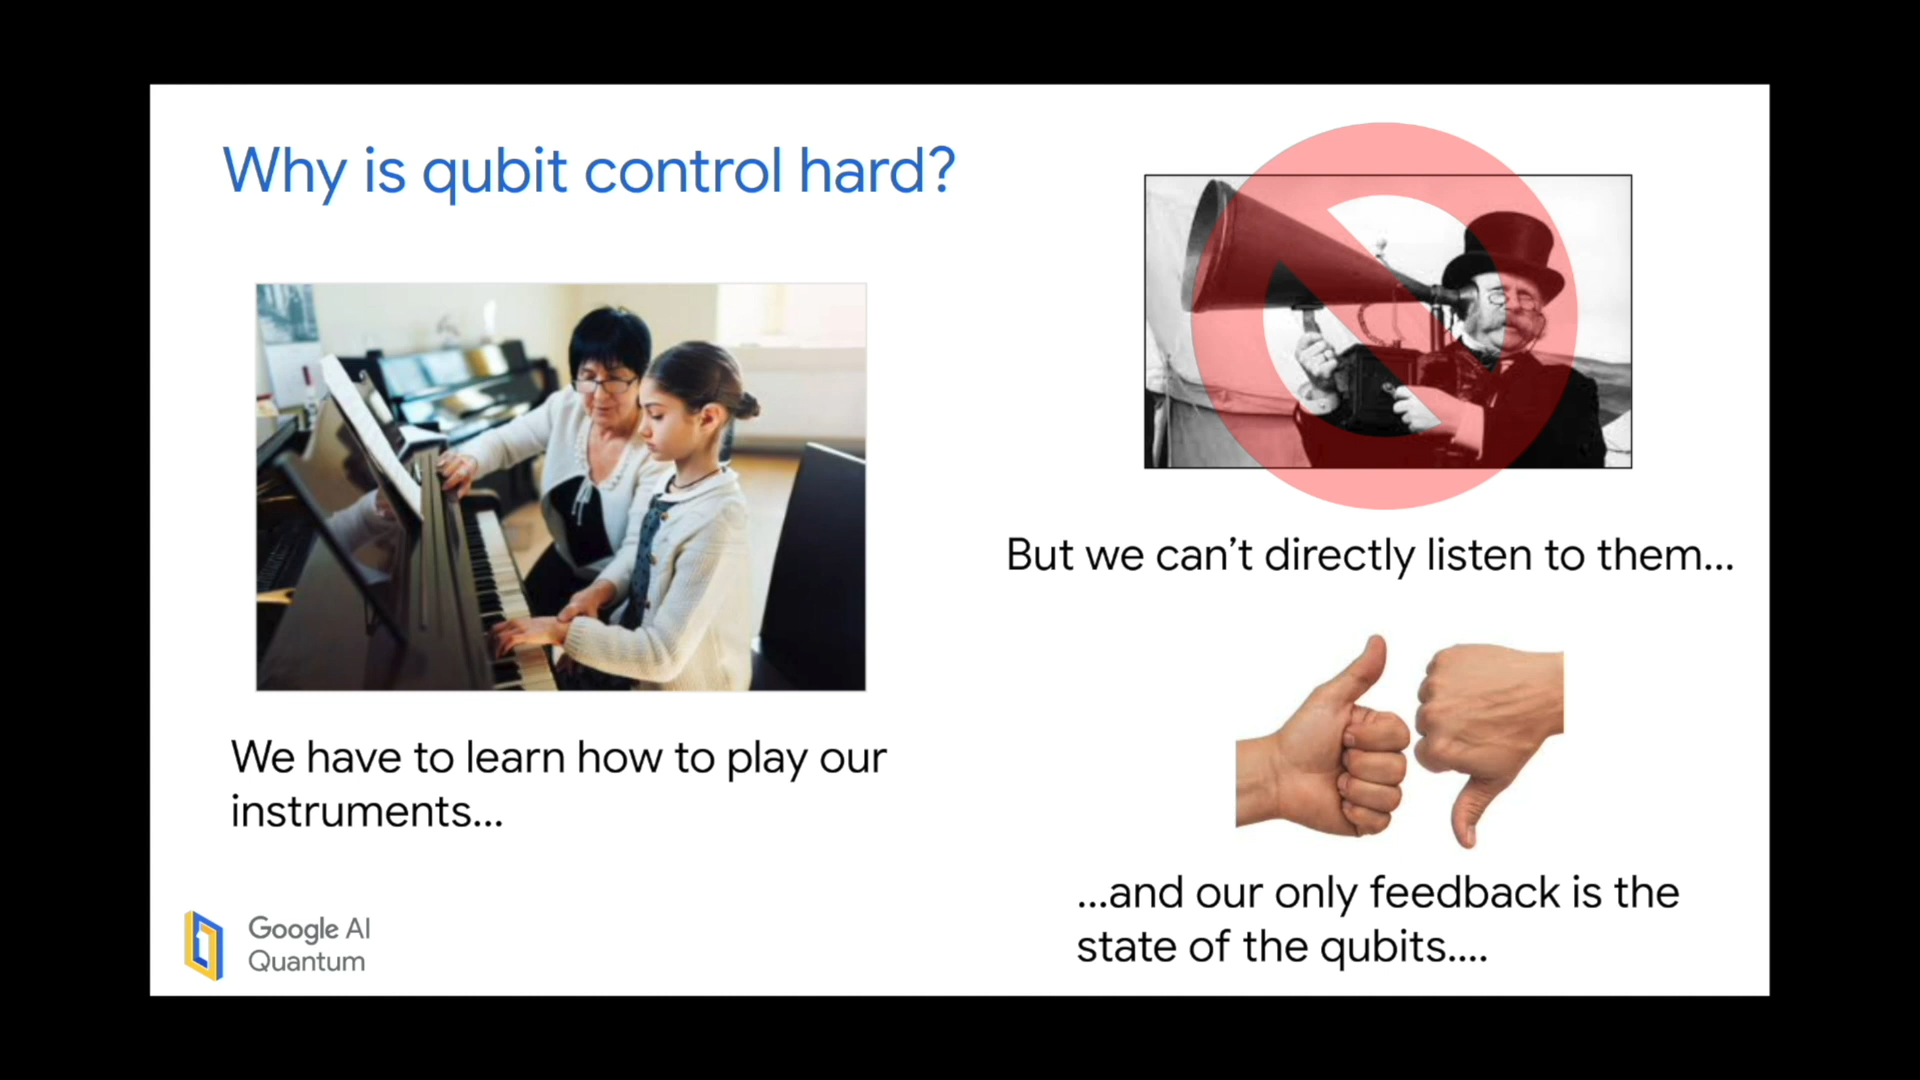 Why is qubit control hard?
We have to learn how to play our
instruments...
But we can’t directly listen to them...
...and our only feedback is the
state of the qubits....
Google AI
Quantum